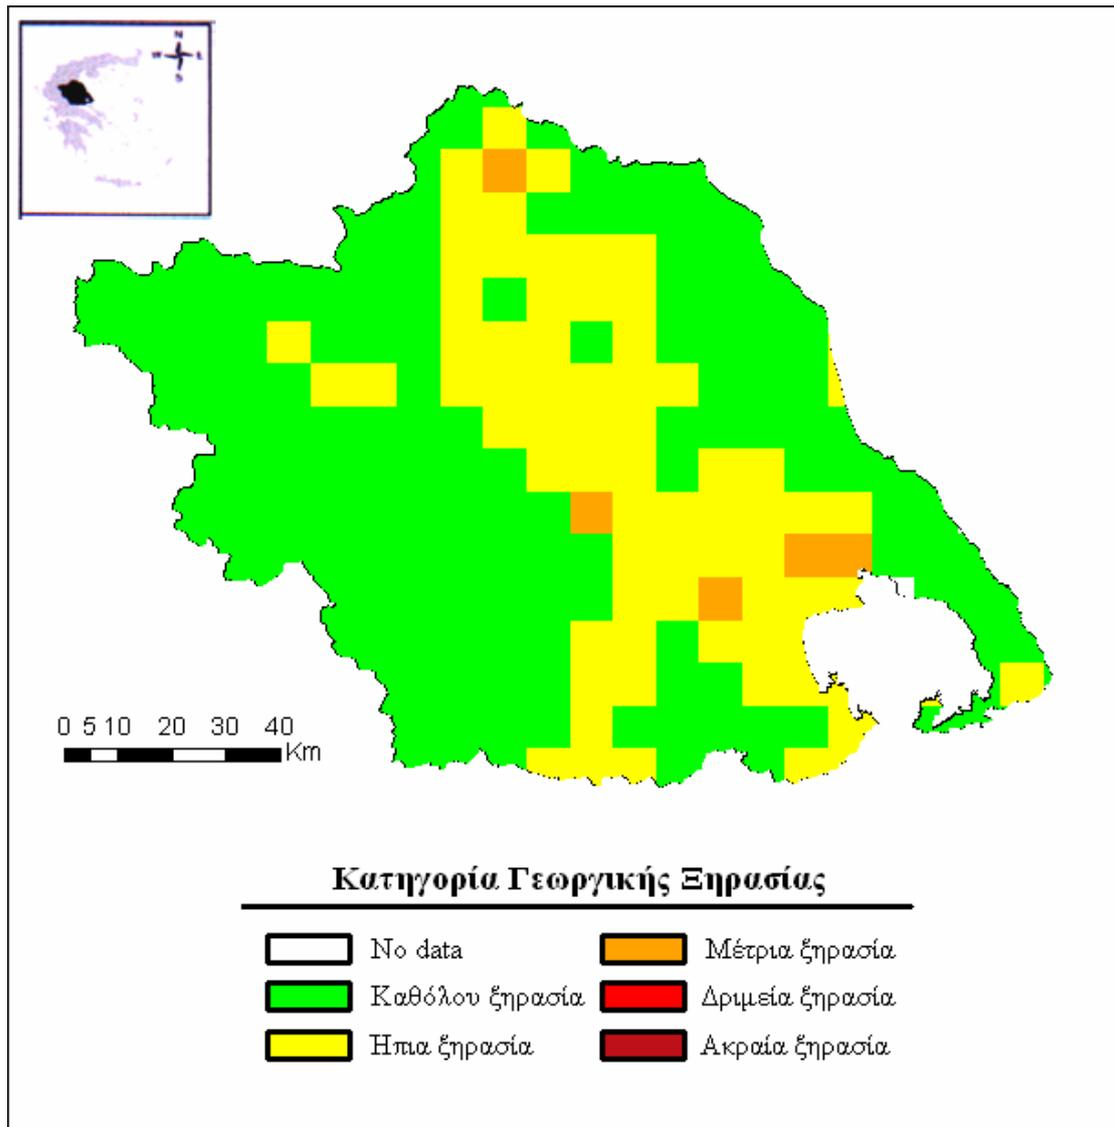 N
W E
S
0 5 10 20 30 40
Km
Κατηγορία Γεωργικής Ξηρασίας
No data
Μέτρια ξηρασία
Καθόλου ξηρασία
Δριμεία ξηρασία
Ηπια ξηρασία
Ακραία ξηρασία